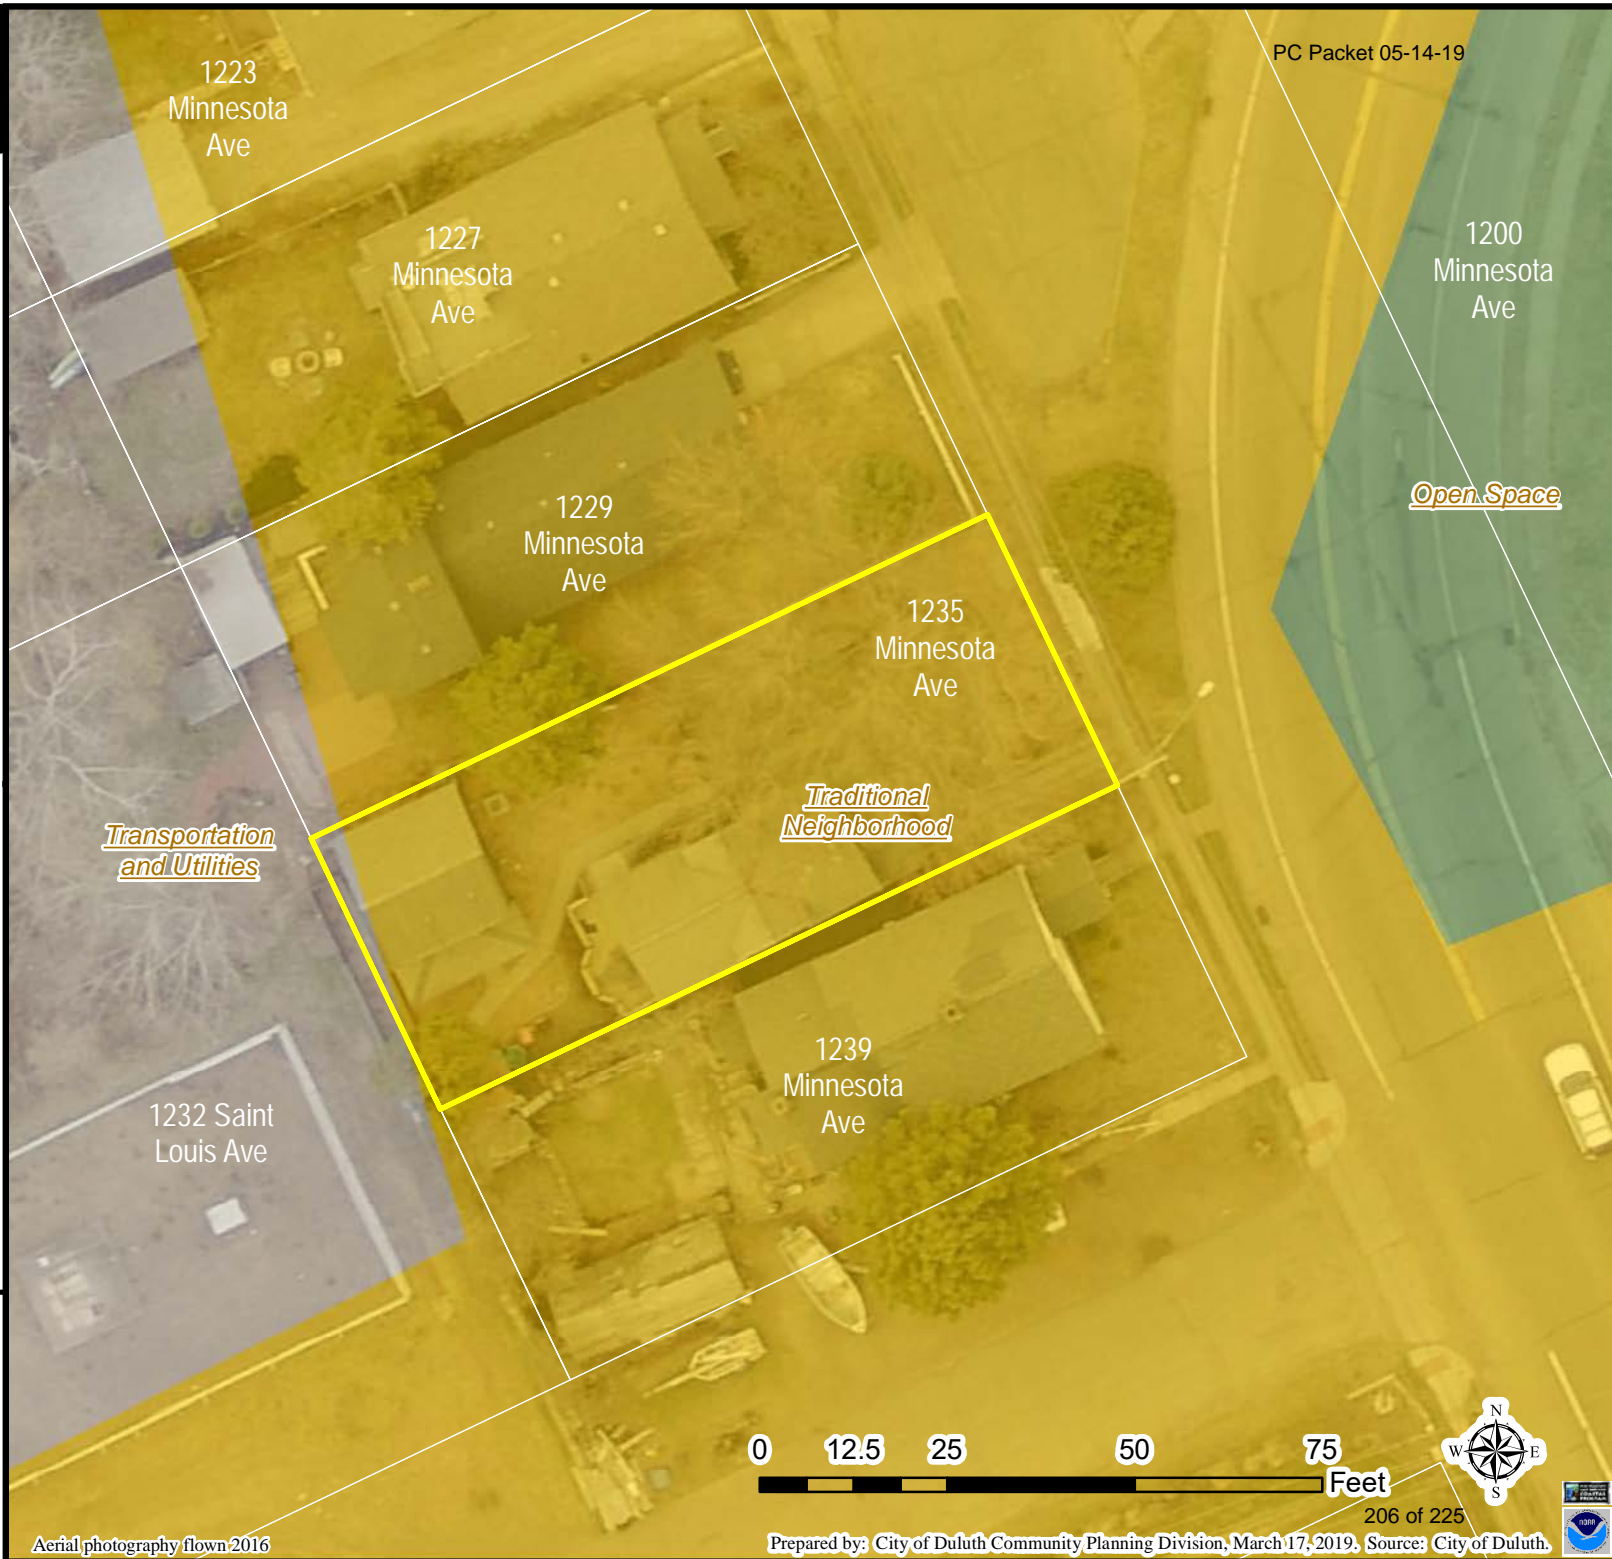 PC Packet 05-14-19
1223
Minnesota
Ave
1227
Minnesota
Ave
1200
Minnesota
Ave
Open Space
1229
Minnesota
Ave
1235
Minnesota
Ave
Traditional
Neighborhood
Transportation
and Utilities
1239
Minnesota
Ave
1232 Saint
Louis Ave
0 12.5 25 50 75
Feet
N
W E
S
206 of 225
NOAA
Aerial photography flown 2016
Prepared by: City of Duluth Community Planning Division, March 17, 2019. Source: City of Duluth.